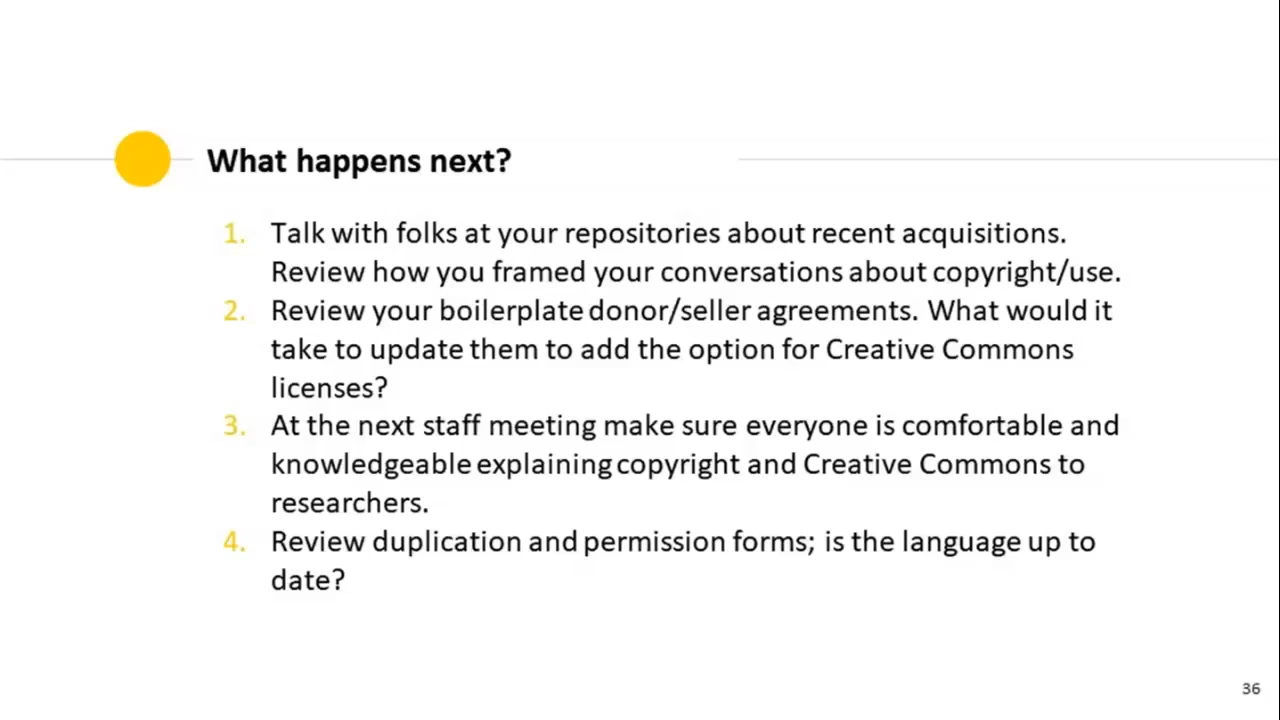 What happens next?
1. Talk with folks at your repositories about recent acquisitions.
Review how you framed your conversations about copyright/use.
2. Review your boilerplate donor/seller agreements. What would it
take to update them to add the option for Creative Commons
licenses?
3. At the next staff meeting make sure everyone is comfortable and
knowledgeable explaining copyright and Creative Commons to
researchers.
4. Review duplication and permission forms; is the language up to
date?
36